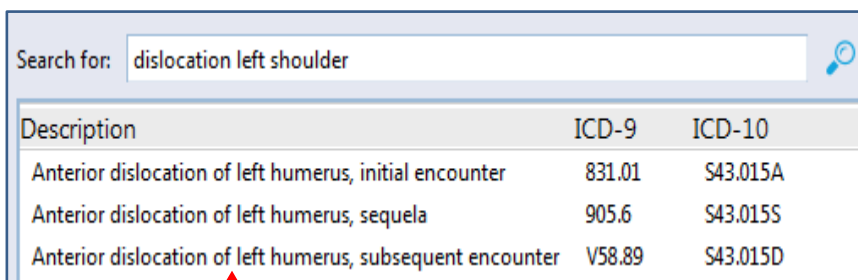 Search for: dislocation left shoulder
Description ICD-9 ICD-10
Anterior dislocation of left humerus, initial encounter 831.01 S43.015A
Anterior dislocation of left humerus, sequela 905.6 S43.015S
Anterior dislocation of left humerus, subsequent encounter V58.89 S43.015D